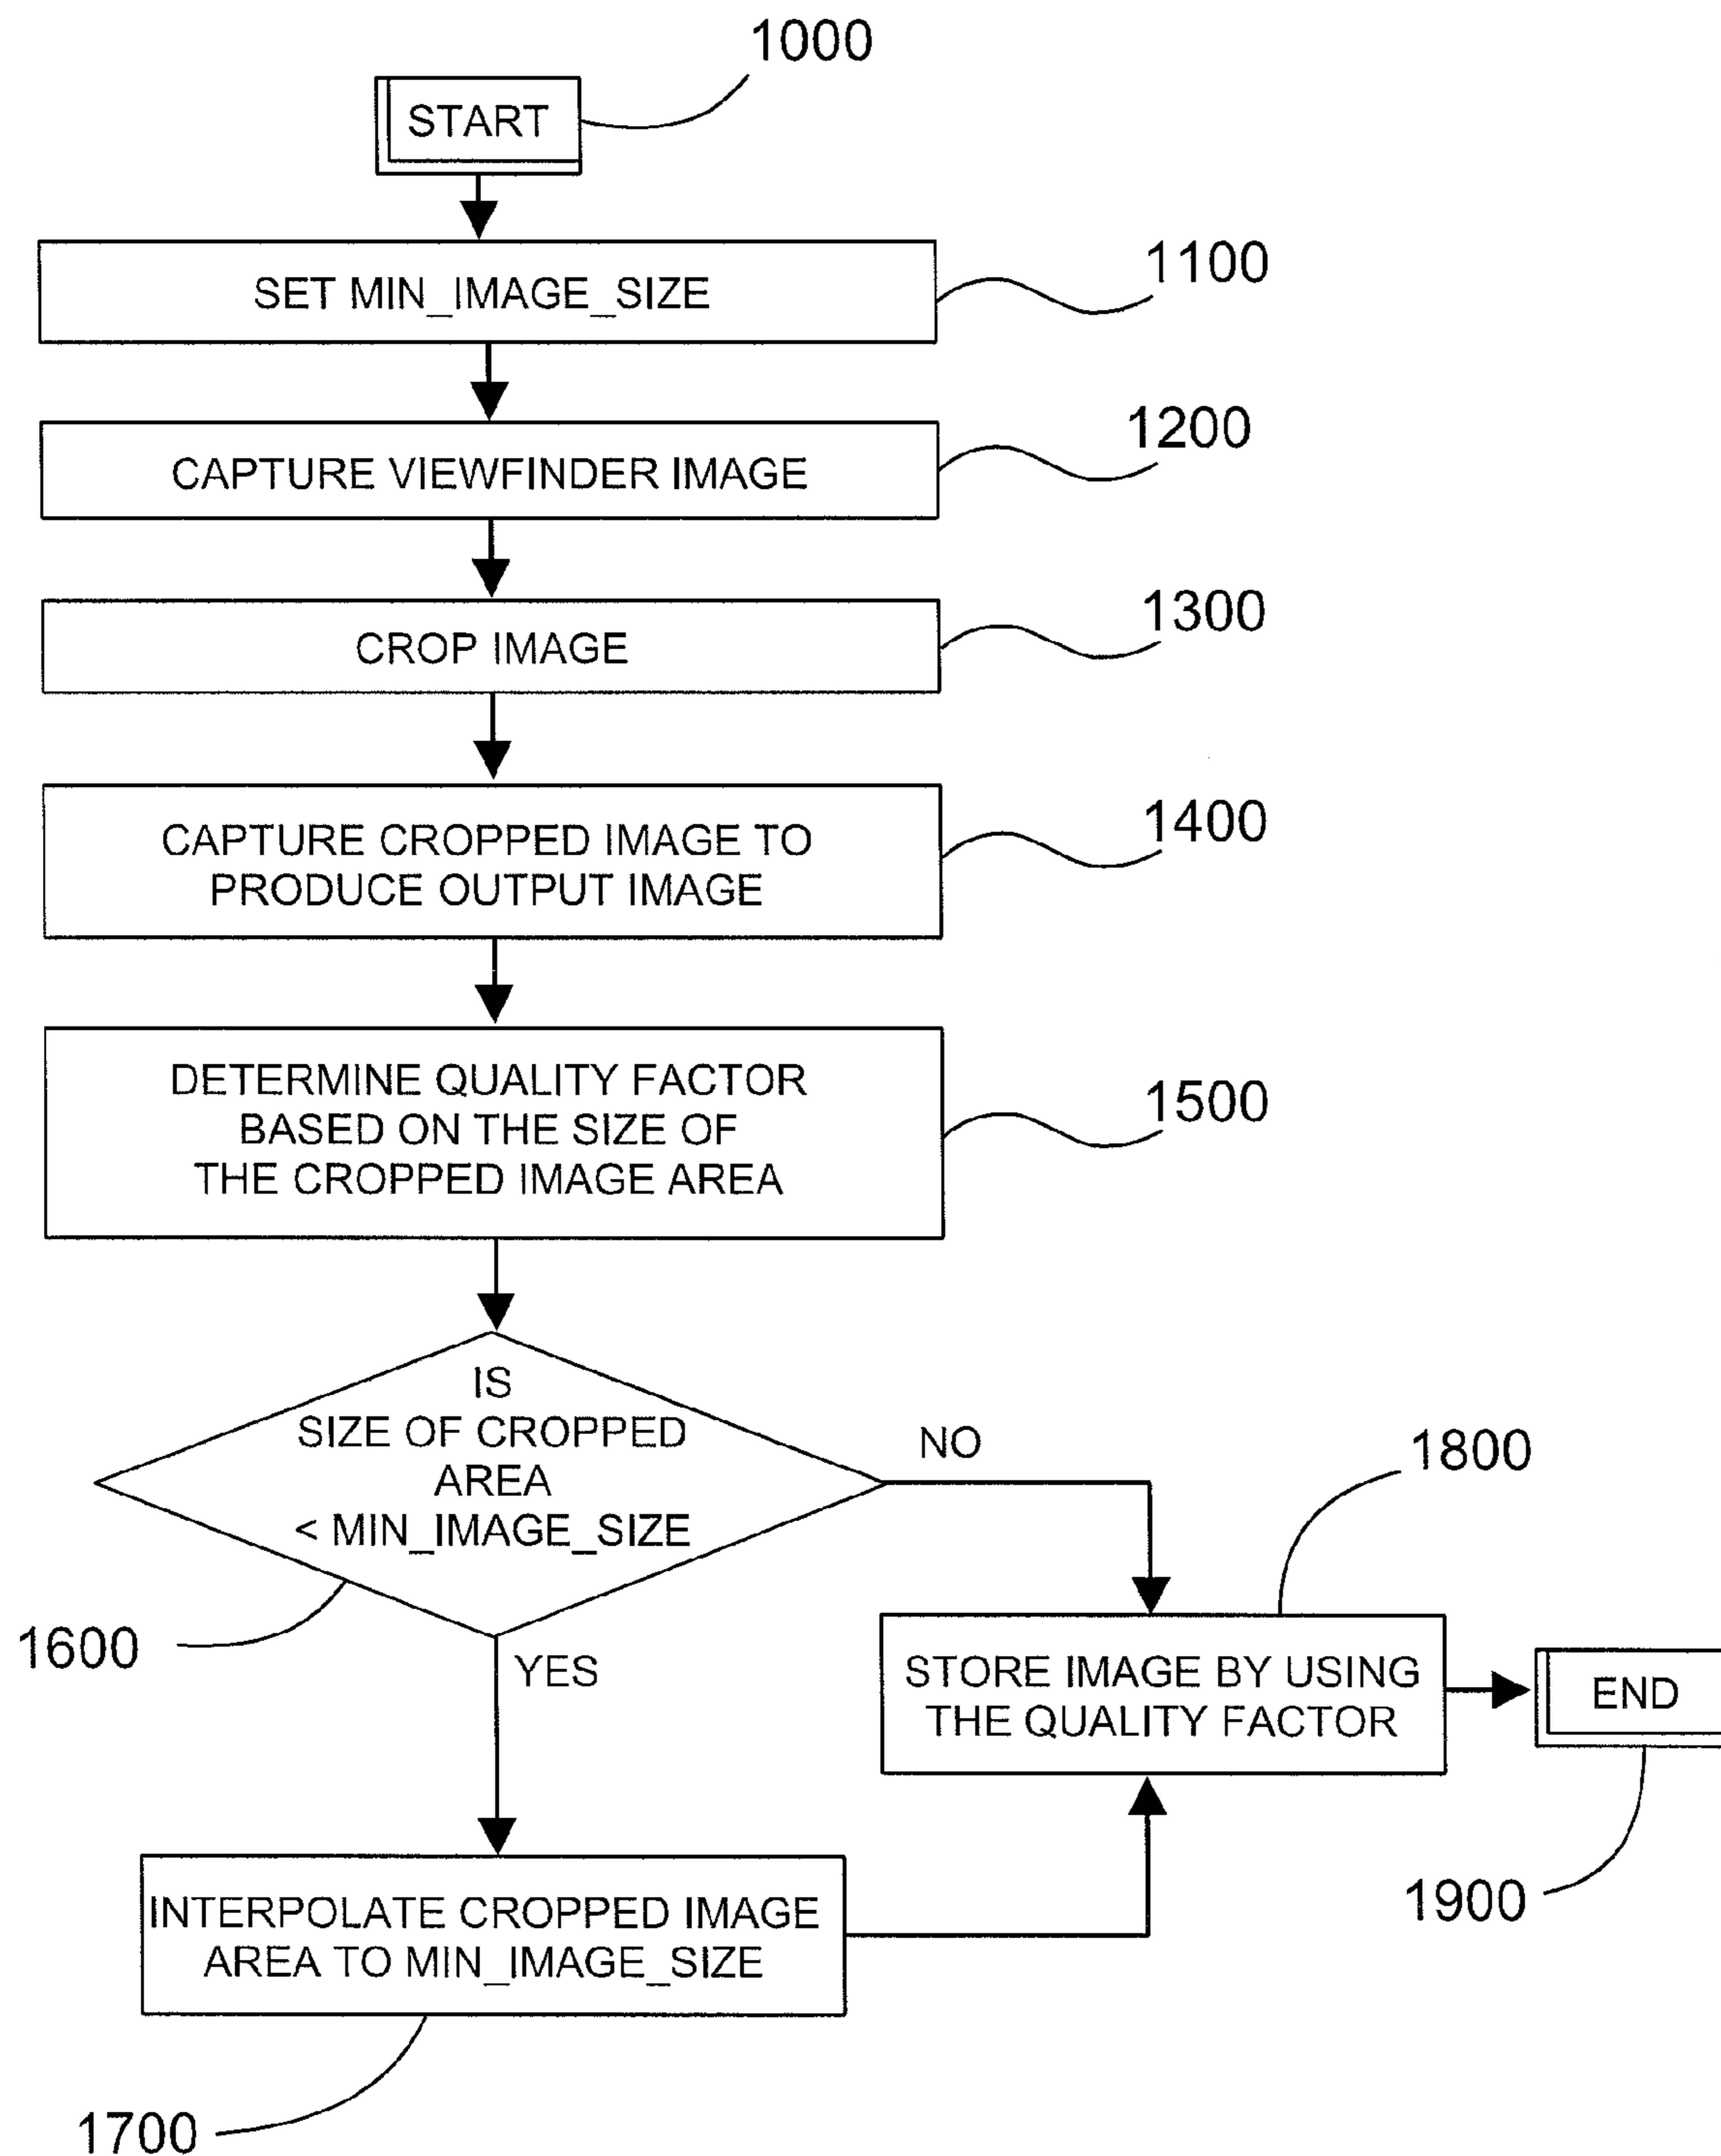 1000
START
1100
SET MIN_IMAGE_SIZE
1200
CAPTURE VIEWFINDER IMAGE
1300
CROP IMAGE
1400
CAPTURE CROPPED IMAGE TO
PRODUCE OUTPUT IMAGE
1500
DETERMINE QUALITY FACTOR
BASED ON THE SIZE OF
THE CROPPED IMAGE AREA
IS
SIZE OF CROPPED
AREA
< MIN_IMAGE_SIZE
NO
1800
1600
YES
STORE IMAGE BY USING
THE QUALITY FACTOR
END
1900
INTERPOLATE CROPPED IMAGE
AREA TO MIN_IMAGE_SIZE
1700